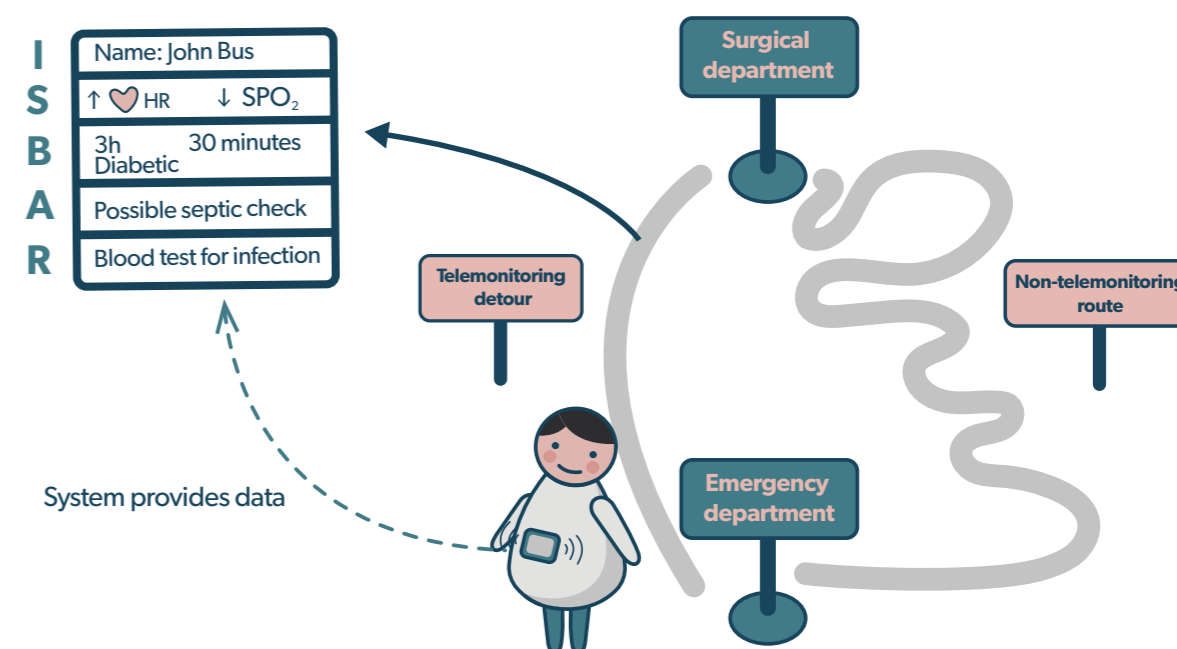 I
Name: John Bus
S
↑ HR ↓ SPO₂
B
3h 30 minutes
Diabetic
A
Possible septic check
R
Blood test for infection
Surgical
department
Telemonitoring
detour
Non-telemonitoring
route
Emergency
department
System provides data